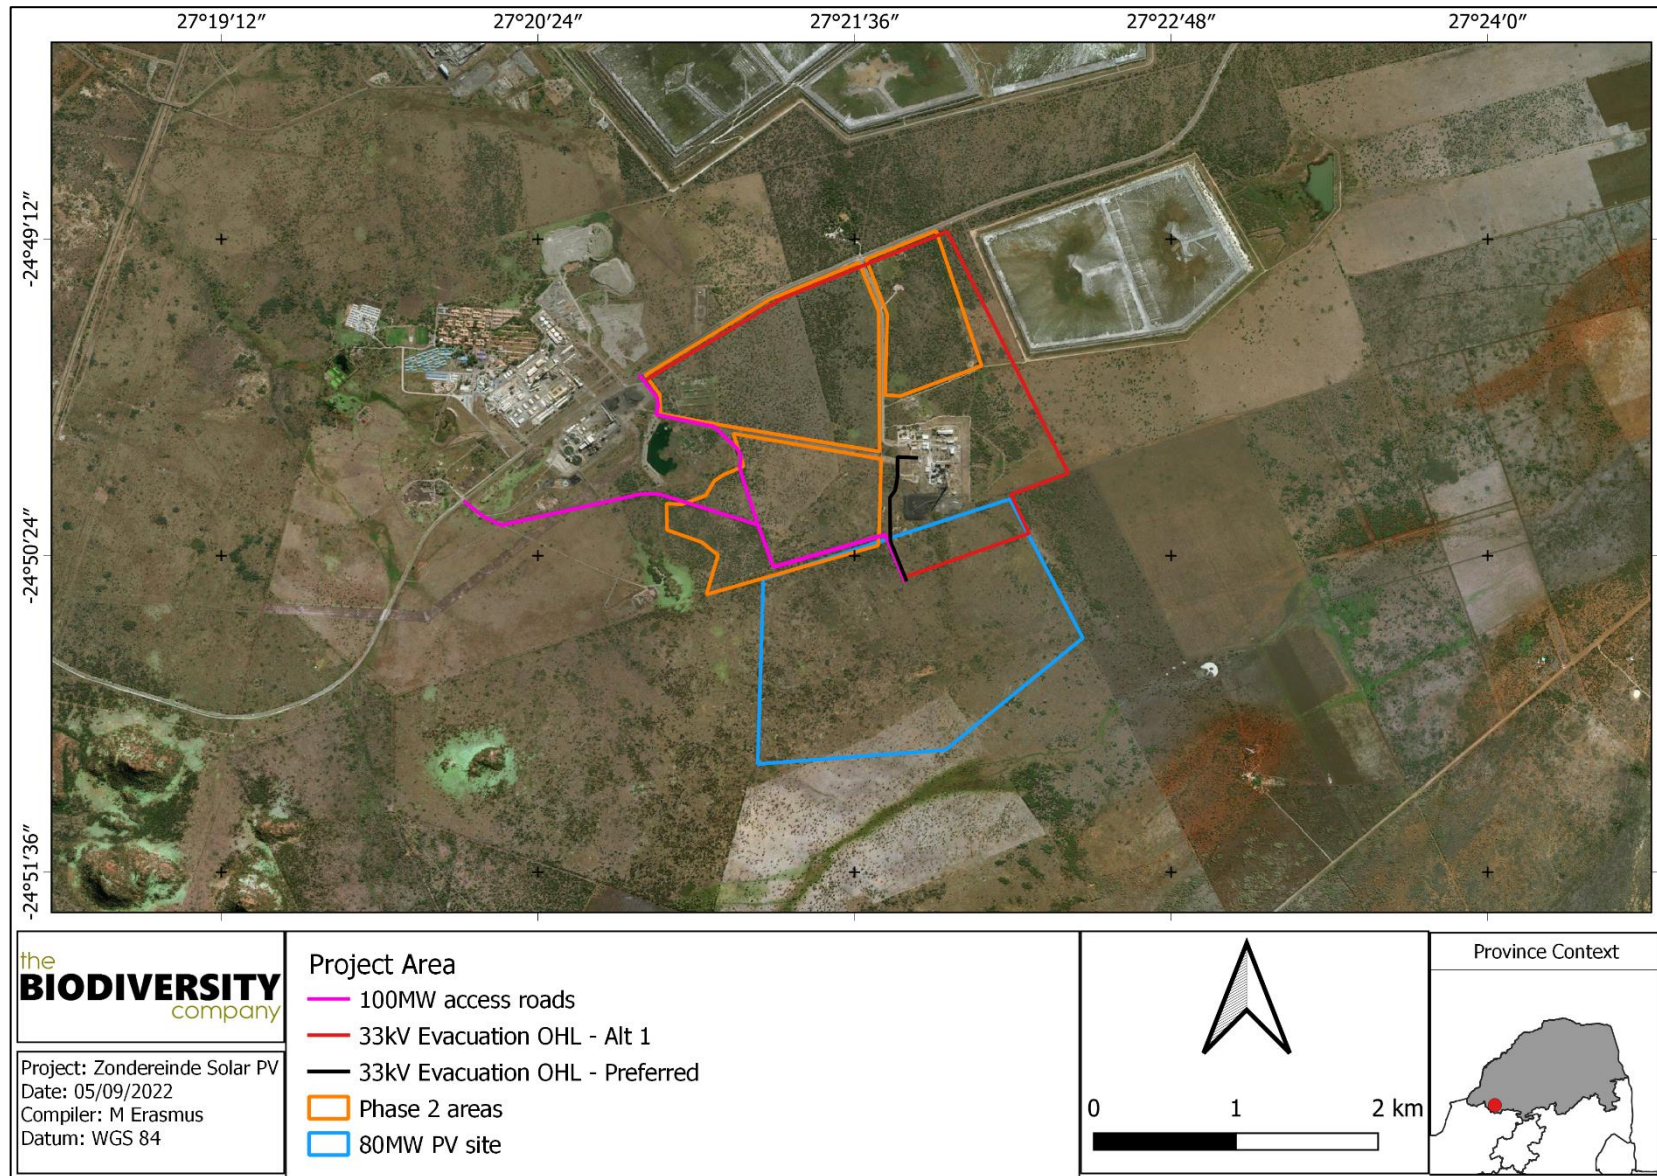 27°19′12″ 27°20′24″ 27°21′36″ 27°22′48″ 27°24′0″
-24°49′12″
-24°50′24″
-24°51′36″
the
BIODIVERSITY
company
Project: Zondereinde Solar PV
Date: 05/09/2022
Compiler: M Erasmus
Datum: WGS 84
Project Area
100MW access roads
33kV Evacuation OHL - Alt 1
33kV Evacuation OHL - Preferred
Phase 2 areas
80MW PV site
0 1 2 km
Province Context